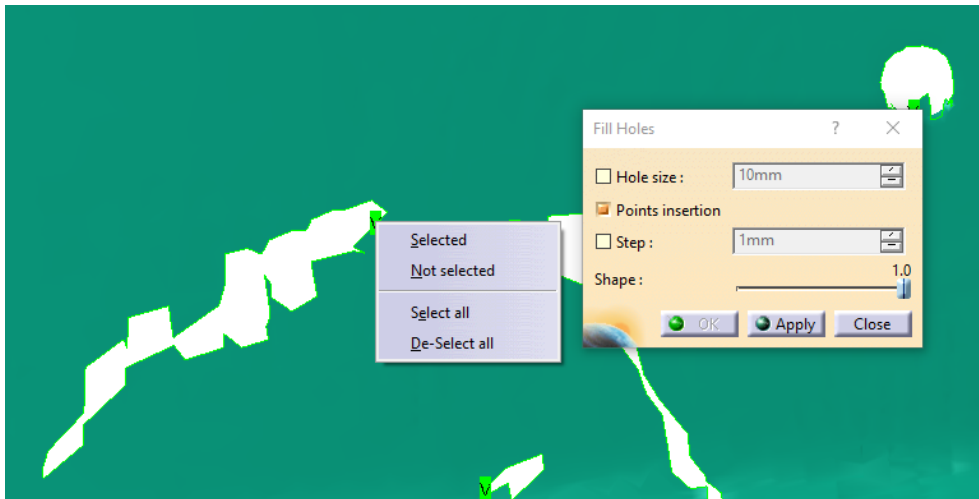 Fill Holes ? ×
Hole size : 10mm
Points insertion
Step : 1mm
Shape : 1.0
OK Apply Close
V
Selected
Not selected
Select all
De-Select all
V